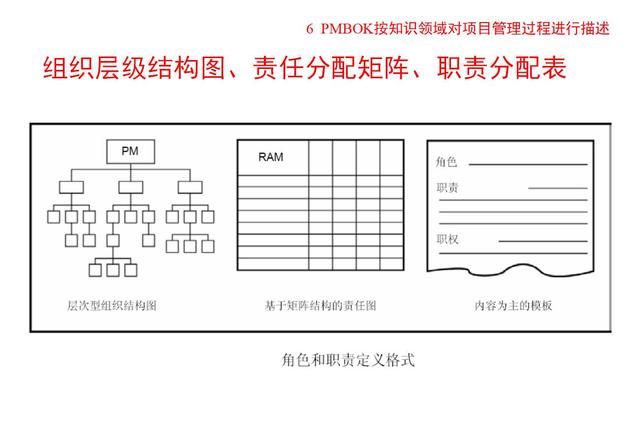 6 PMBOK按知识领域对项目管理过程进行描述
组织层级结构图、责任分配矩阵、职责分配表
PM
RAM
角色
职责
职权
层次型组织结构图
基于矩阵结构的责任图
内容为主的模板
角色和职责定义格式